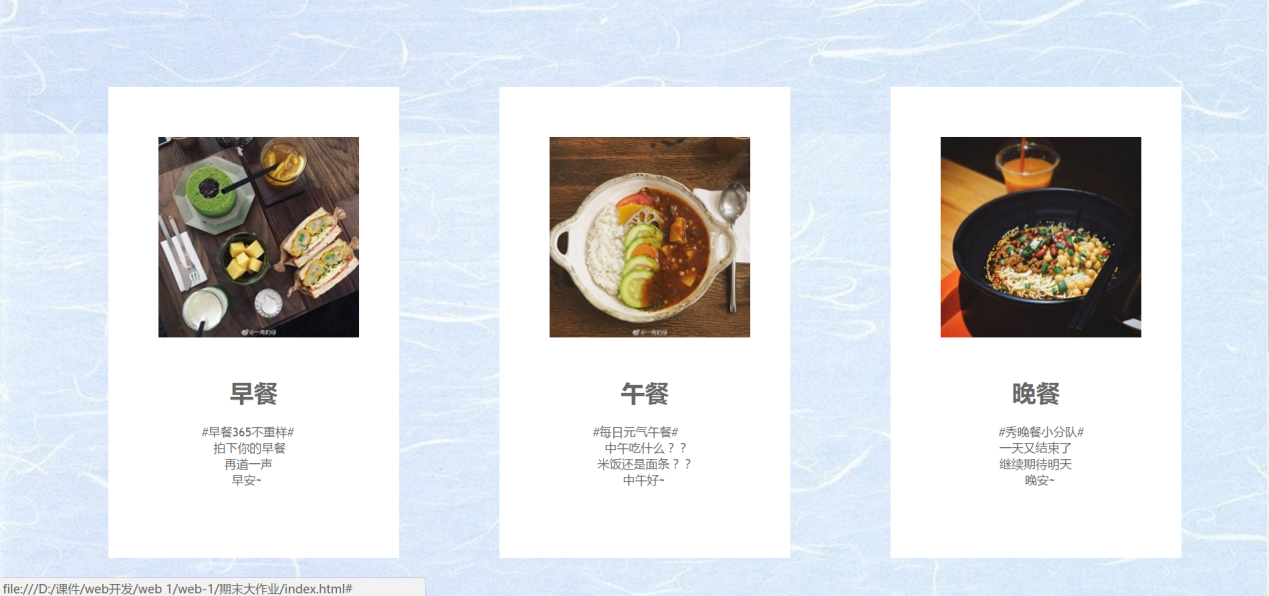 早餐
#早餐365不重样#
拍下你的早餐
再道一声
早安~
午餐
#每日元气午餐#
中午吃什么？？
米饭还是面条？？
中午好~
晚餐
#秀晚餐小分队#
一天又结束了
继续期待明天
晚安~
file:///D:/课件/web开发/web 1/web-1/期末大作业/index.html#